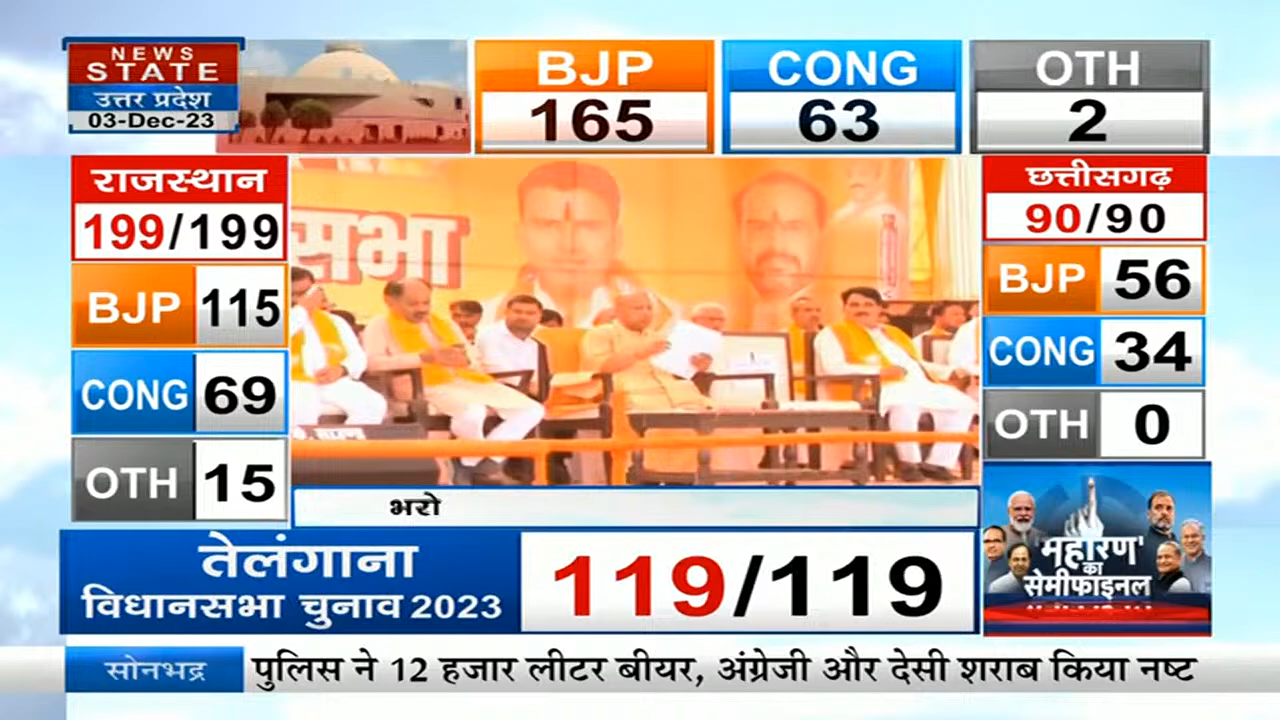 NEWS
STATE
उत्तर प्रदेश
03-Dec-23
BJP
165
CONG
63
OTH
2
राजस्थान
199/199
BJP 115
CONG 69
OTH 15
सभा
छत्तीसगढ़
90/90
BJP 56
CONG 34
OTH 0
'महारण'
का
सेमीफाइनल
भरो
तेलंगाना
विधानसभा चुनाव 2023
119/119
सोनभद्र
पुलिस ने 12 हजार लीटर बीयर, अंग्रेजी और देसी शराब किया नष्ट